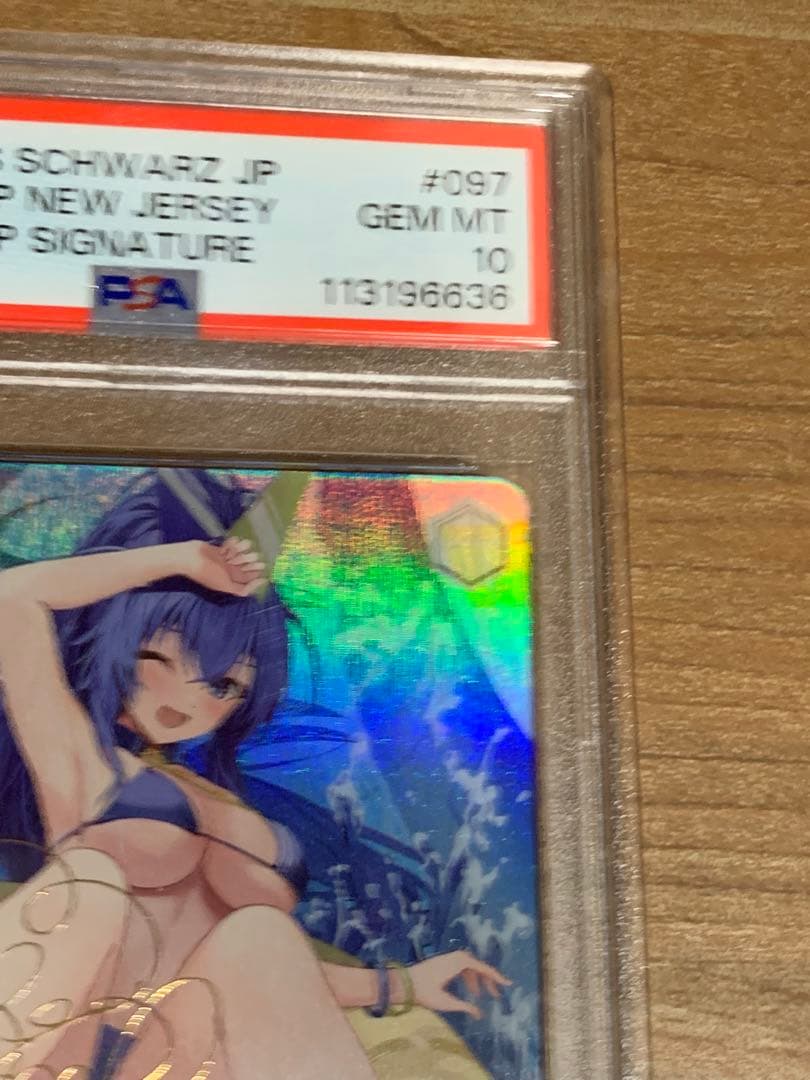 S SCHWARZ JP #097
P NEW JERSEY GEM MT
P SIGNATURE 10
PSA 113196636